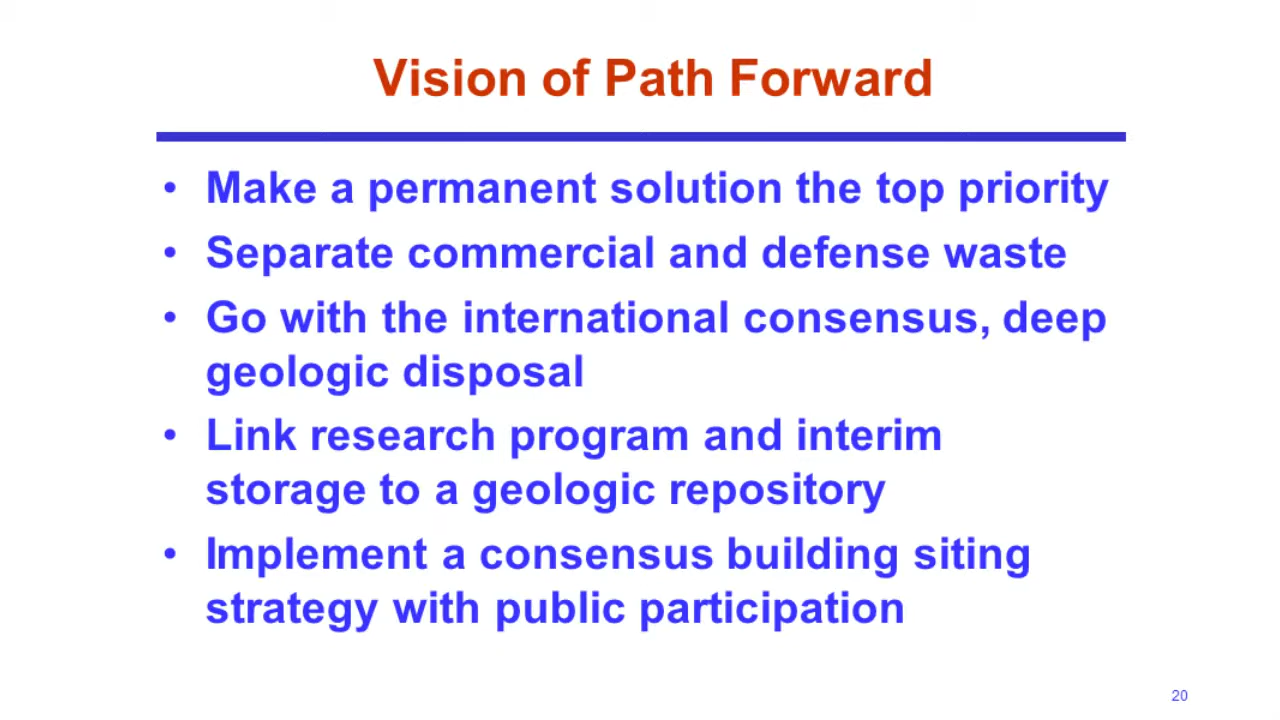 Vision of Path Forward
• Make a permanent solution the top priority
• Separate commercial and defense waste
• Go with the international consensus, deep
geologic disposal
• Link research program and interim
storage to a geologic repository
• Implement a consensus building siting
strategy with public participation
20